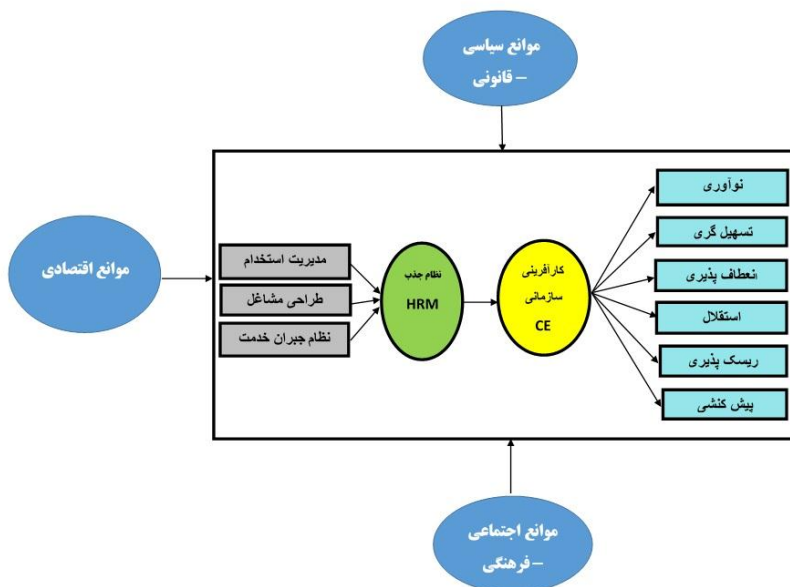 موانع سیاسی
– قانونی
موانع اقتصادی
مدیریت استخدام
طراحی مشاغل
نظام جبران خدمت
نظام جذب
HRM
کارآفرینی
سازمانی
CE
نوآوری
تسهیل گری
انعطاف پذیری
استقلال
ریسک پذیری
پیش کنشی
موانع اجتماعی
– فرهنگی